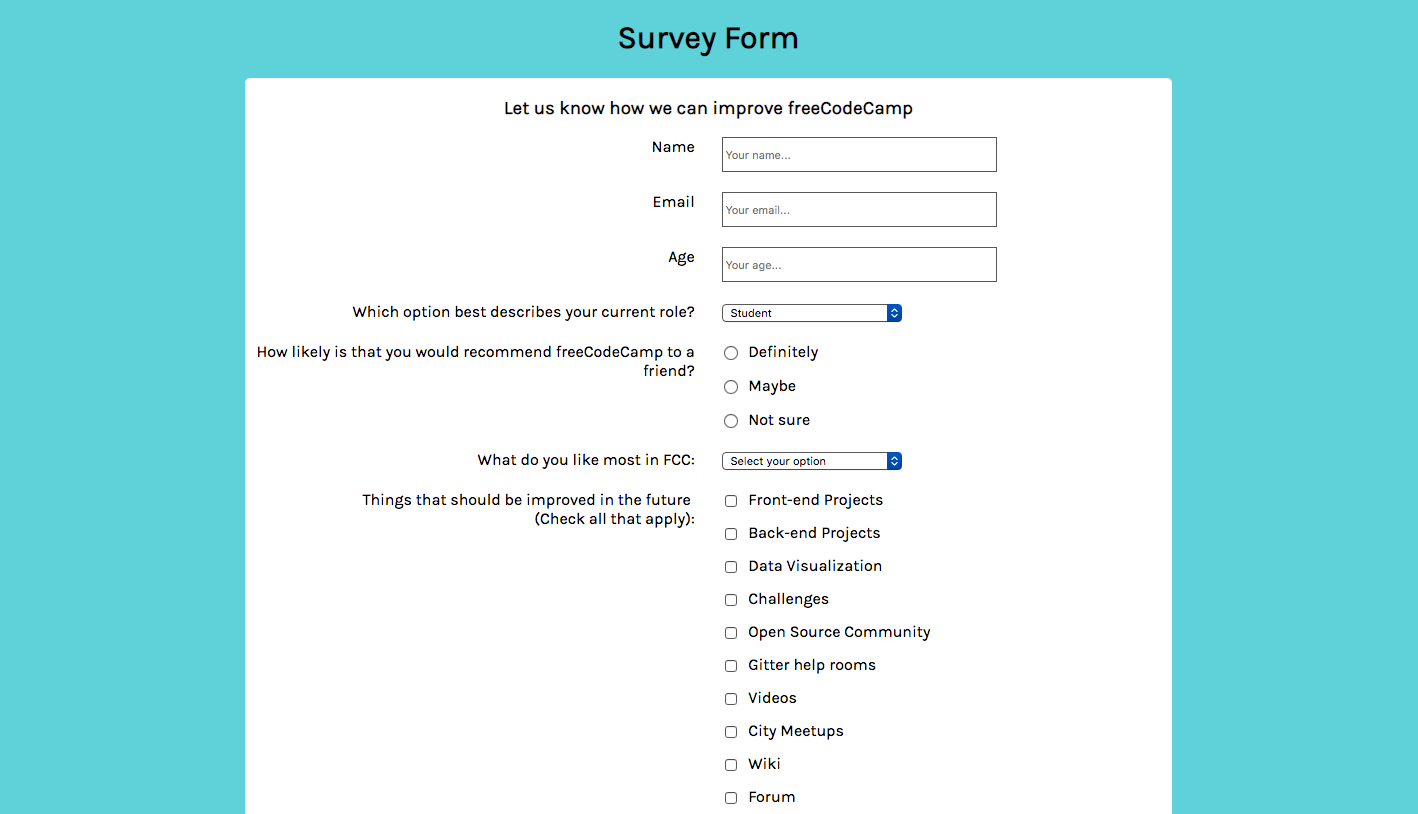 Survey Form
Let us know how we can improve freeCodeCamp
Name
Your name...
Email
Your email...
Age
Your age...
Which option best describes your current role?
Student
How likely is that you would recommend freeCodeCamp to a
friend?
Definitely
Maybe
Not sure
What do you like most in FCC:
Select your option
Things that should be improved in the future
(Check all that apply):
Front-end Projects
Back-end Projects
Data Visualization
Challenges
Open Source Community
Gitter help rooms
Videos
City Meetups
Wiki
Forum